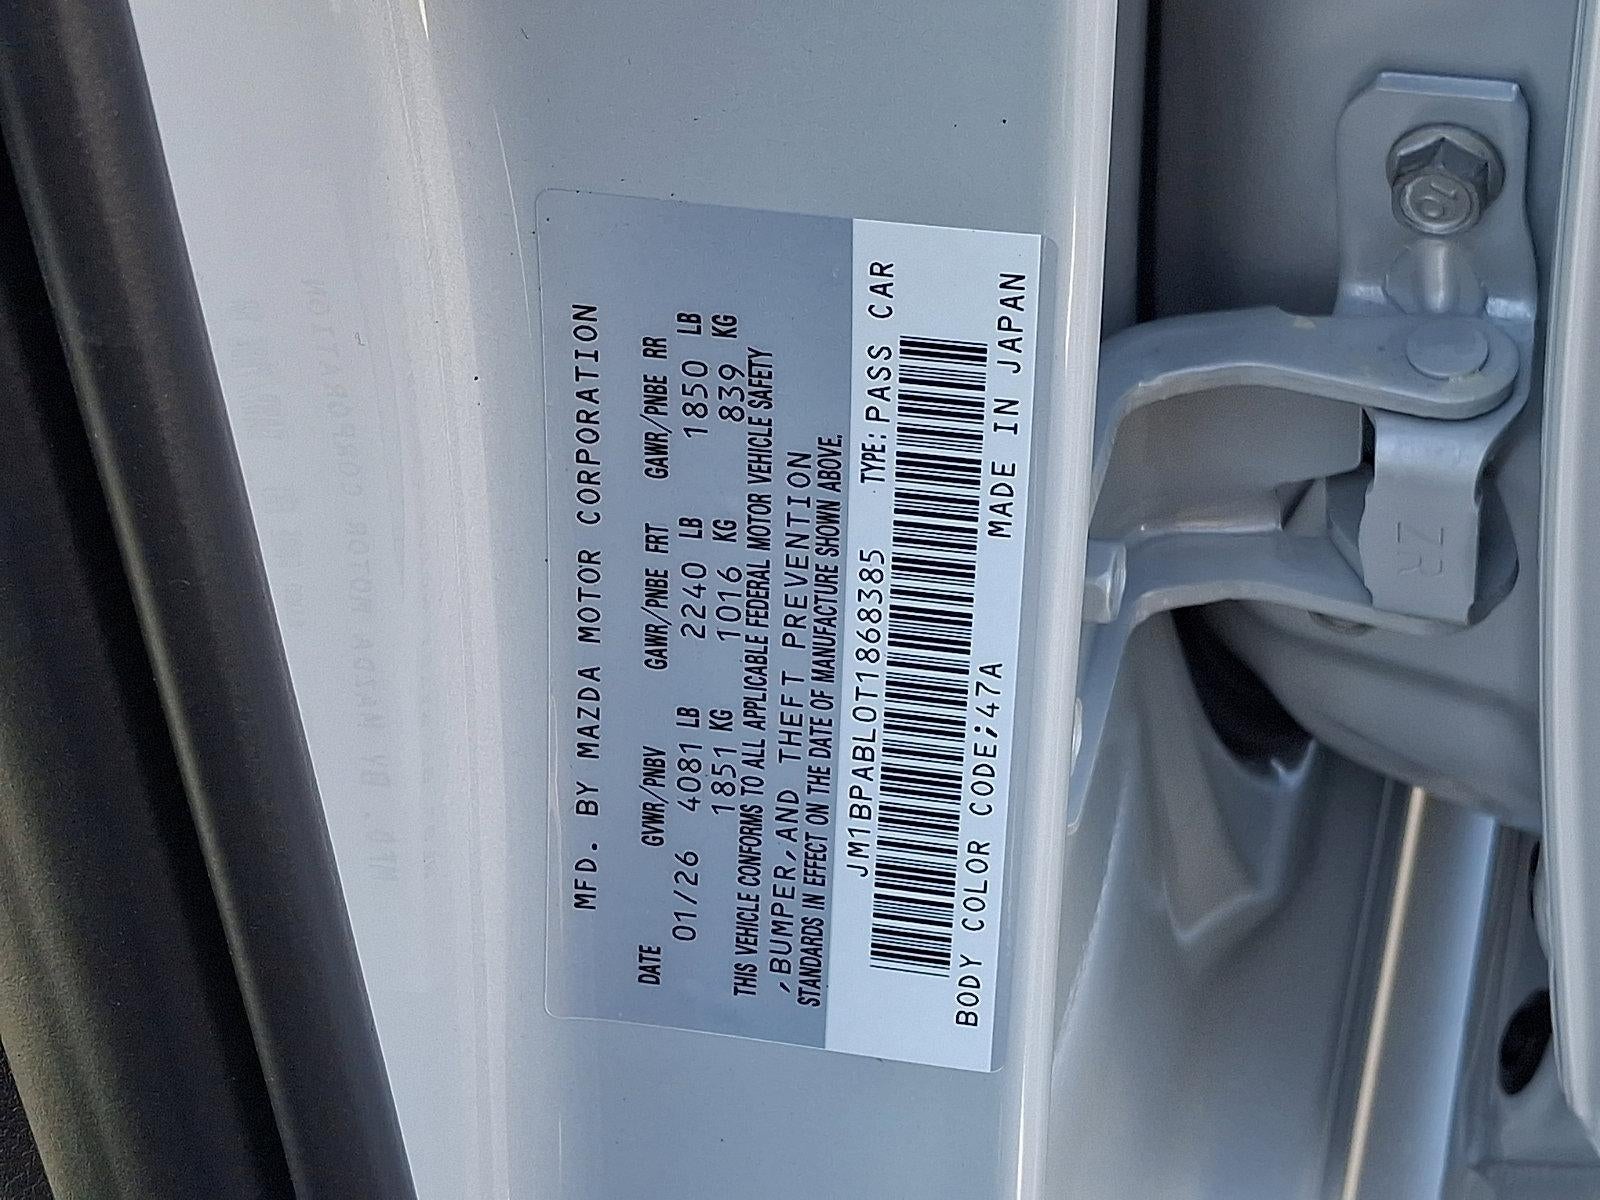 MFD. BY MAZDA MOTOR CORPORATION
DATE GVWR/PNBV GAWR/PNBE FRT GAWR/PNBE RR
01/26 4081 LB 2240 LB 1850 LB
1851 KG 1016 KG 839 KG
THIS VEHICLE CONFORMS TO ALL APPLICABLE FEDERAL MOTOR VEHICLE SAFETY
,BUMPER,AND THEFT PREVENTION
STANDARDS IN EFFECT ON THE DATE OF MANUFACTURE SHOWN ABOVE.
JM1BPABL0T1868385 TYPE: PASS CAR
BODY COLOR CODE;47A MADE IN JAPAN
ZR